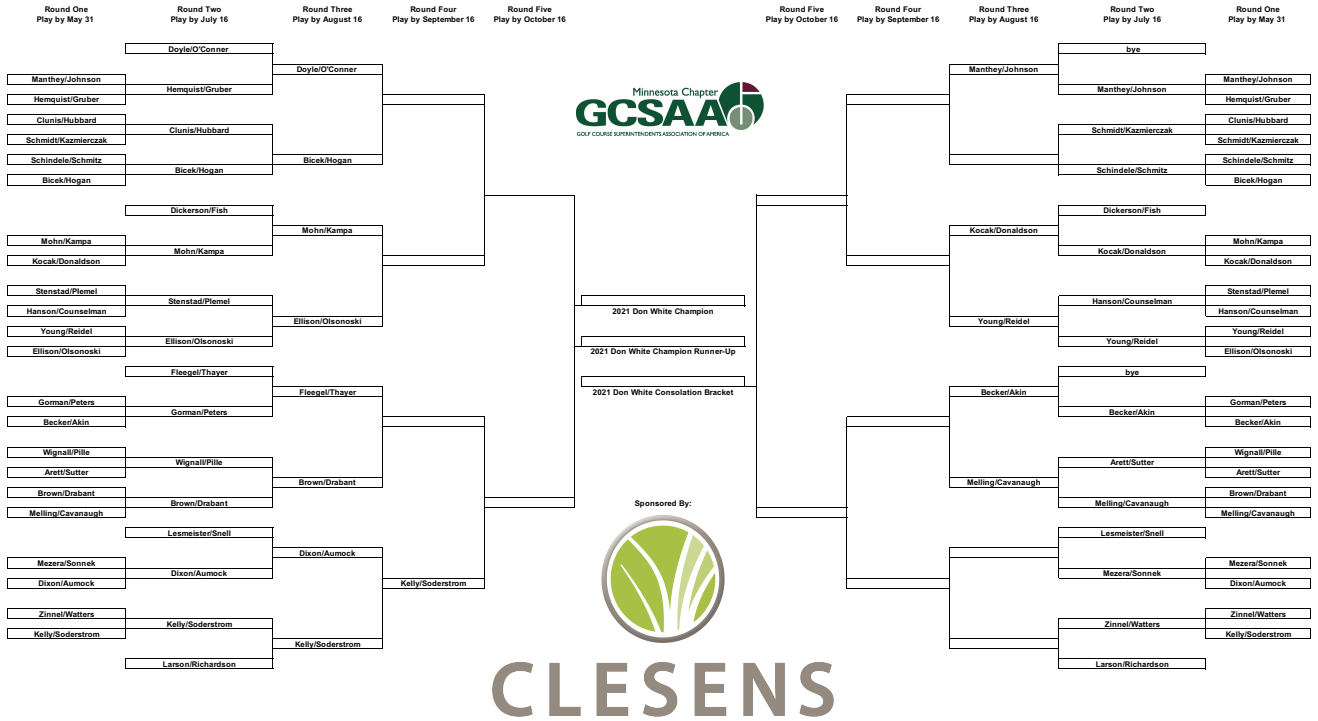 Round One
Play by May 31
Round Two
Play by July 16
Round Three
Play by August 16
Round Four
Play by September 16
Round Five
Play by October 16
Round Five
Play by October 16
Round Four
Play by September 16
Round Three
Play by August 16
Round Two
Play by July 16
Round One
Play by May 31
Manthey/Johnson
Hemquist/Gruber
Clunis/Hubbard
Schmidt/Kazmierczak
Schindele/Schmitz
Bicek/Hogan
Mohn/Kampa
Kocak/Donaldson
Stenstad/Plemel
Hanson/Counselman
Young/Reidel
Ellison/Olsonoski
Gorman/Peters
Becker/Akin
Wignall/Pille
Arett/Sutter
Brown/Drabant
Melling/Cavanaugh
Mezera/Sonnek
Dixon/Aumock
Zinnel/Watters
Kelly/Soderstrom
Doyle/O'Conner
Hemquist/Gruber
Clunis/Hubbard
Bicek/Hogan
Dickerson/Fish
Mohn/Kampa
Stenstad/Plemel
Ellison/Olsonoski
Fleegel/Thayer
Gorman/Peters
Wignall/Pille
Brown/Drabant
Lesmeister/Snell
Dixon/Aumock
Kelly/Soderstrom
Larson/Richardson
Doyle/O'Conner
Bicek/Hogan
Mohn/Kampa
Ellison/Olsonoski
Fleegel/Thayer
Brown/Drabant
Dixon/Aumock
Kelly/Soderstrom
Kelly/Soderstrom
Minnesota Chapter
GCSAA
GOLF COURSE SUPERINTENDENTS ASSOCIATION OF AMERICA
2021 Don White Champion
2021 Don White Champion Runner-Up
2021 Don White Consolation Bracket
Sponsored By:
CLESENS
Manthey/Johnson
Kocak/Donaldson
Young/Reidel
Becker/Akin
Melling/Cavanaugh
bye
Manthey/Johnson
Schmidt/Kazmierczak
Schindele/Schmitz
Dickerson/Fish
Kocak/Donaldson
Hanson/Counselman
Young/Reidel
bye
Becker/Akin
Arett/Sutter
Melling/Cavanaugh
Lesmeister/Snell
Mezera/Sonnek
Zinnel/Watters
Larson/Richardson
Manthey/Johnson
Hemquist/Gruber
Clunis/Hubbard
Schmidt/Kazmierczak
Schindele/Schmitz
Bicek/Hogan
Mohn/Kampa
Kocak/Donaldson
Stenstad/Plemel
Hanson/Counselman
Young/Reidel
Ellison/Olsonoski
Gorman/Peters
Becker/Akin
Wignall/Pille
Arett/Sutter
Brown/Drabant
Melling/Cavanaugh
Mezera/Sonnek
Dixon/Aumock
Zinnel/Watters
Kelly/Soderstrom